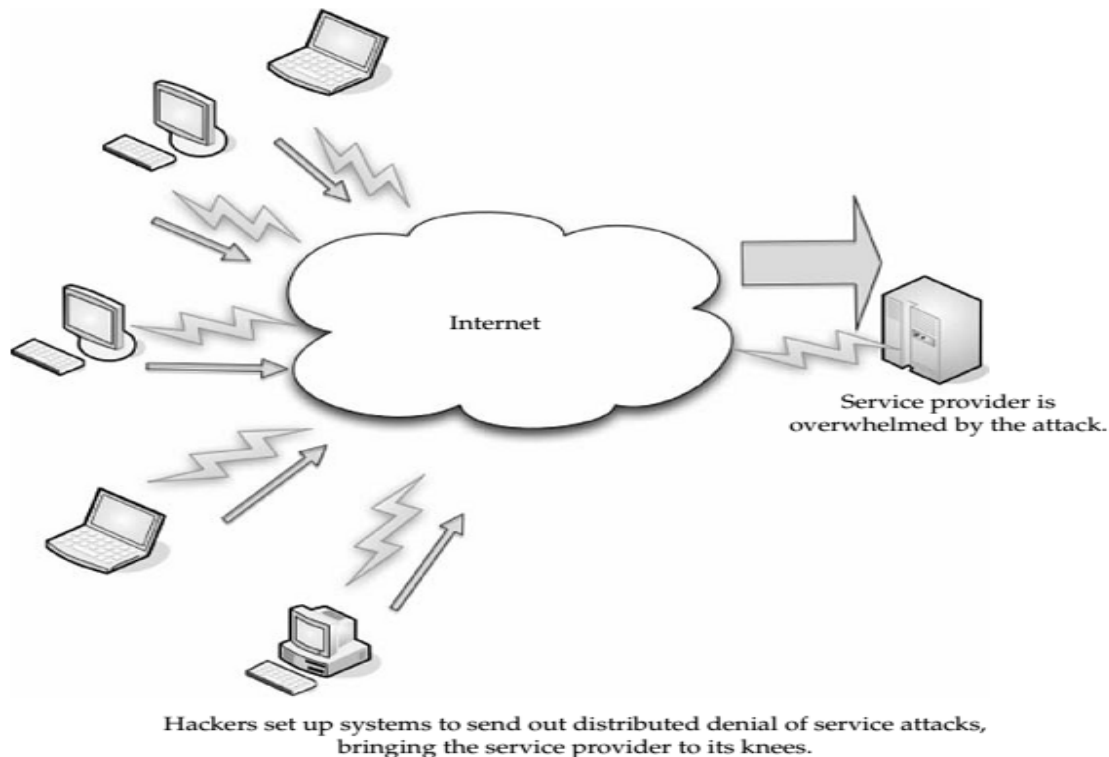 Internet
Service provider is
overwhelmed by the attack.
Hackers set up systems to send out distributed denial of service attacks,
bringing the service provider to its knees.